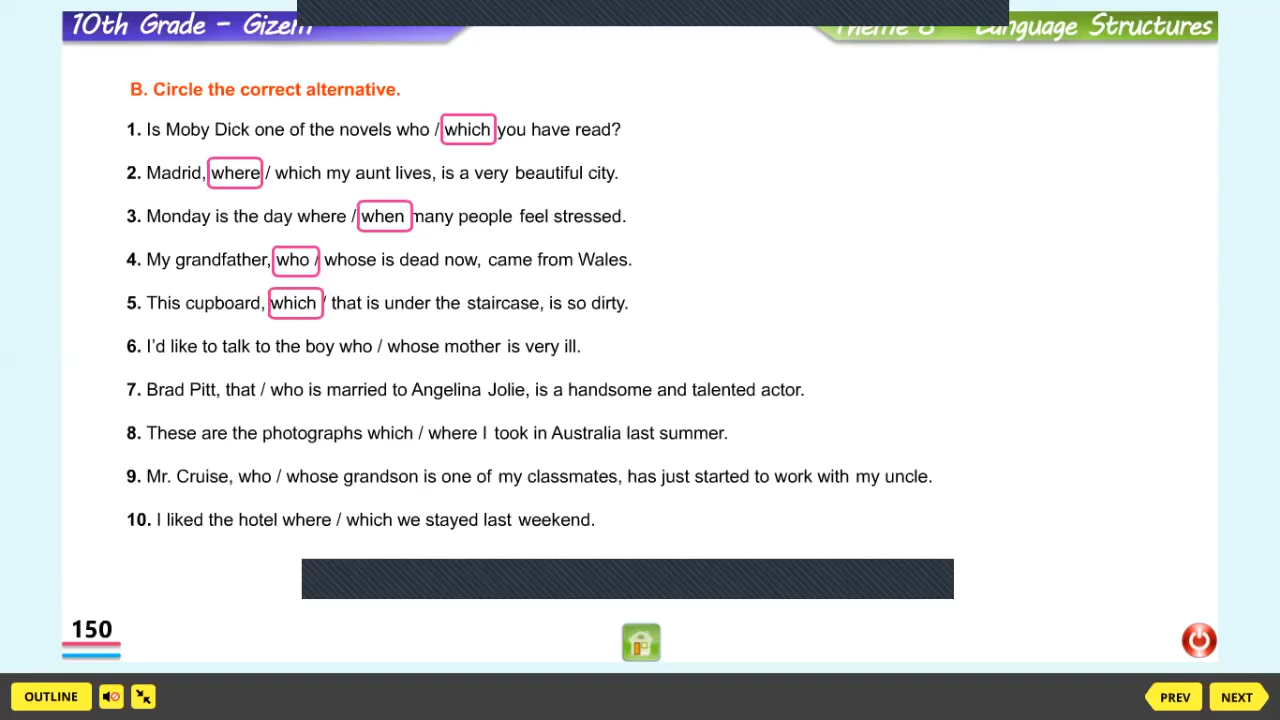 10th Grade - Gizem
Theme 8 Language Structures
B. Circle the correct alternative.
1. Is Moby Dick one of the novels who / which you have read?
2. Madrid, where / which my aunt lives, is a very beautiful city.
3. Monday is the day where / when many people feel stressed.
4. My grandfather, who / whose is dead now, came from Wales.
5. This cupboard, which / that is under the staircase, is so dirty.
6. I’d like to talk to the boy who / whose mother is very ill.
7. Brad Pitt, that / who is married to Angelina Jolie, is a handsome and talented actor.
8. These are the photographs which / where I took in Australia last summer.
9. Mr. Cruise, who / whose grandson is one of my classmates, has just started to work with my uncle.
10. I liked the hotel where / which we stayed last weekend.
150
OUTLINE
PREV
NEXT